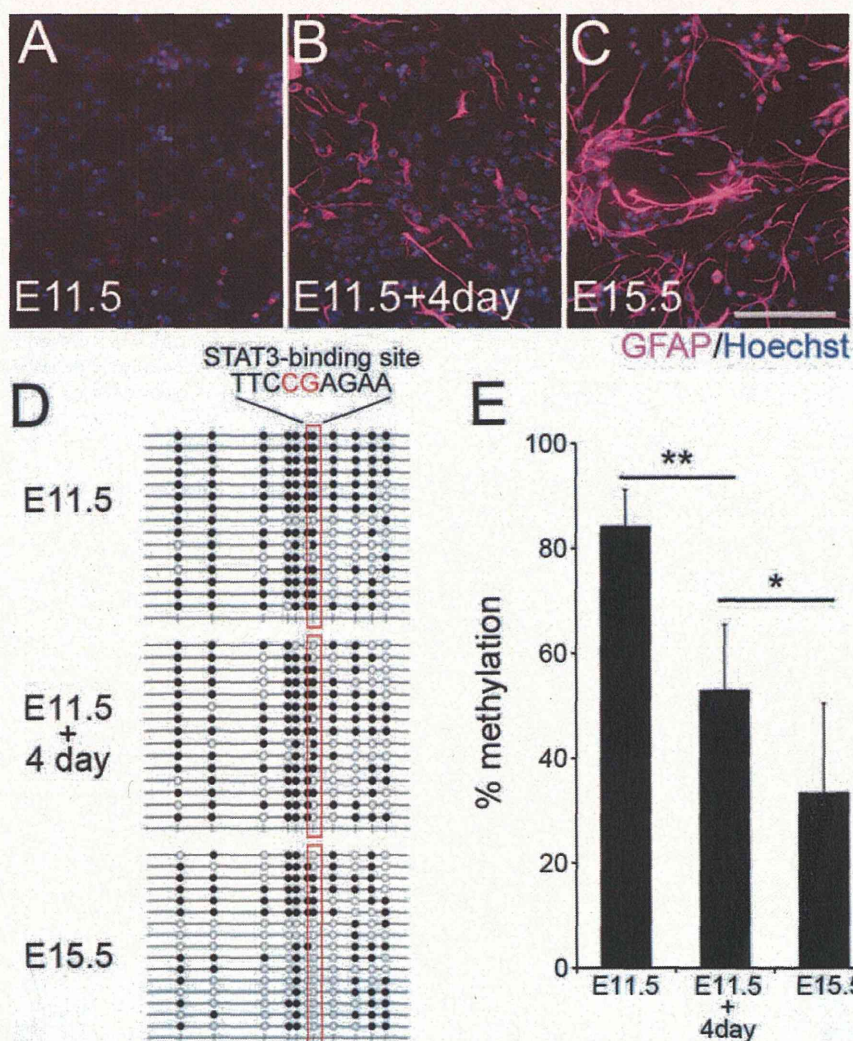 A
B
C
E11.5
E11.5+4day
E15.5
GFAP/Hoechst
D
STAT3-binding site
TTCCGAGAA
E11.5
E11.5
+
4 day
E15.5
E
100
80
60
40
20
0
% methylation
**
*
E11.5
E11.5
+
4day
E15.5